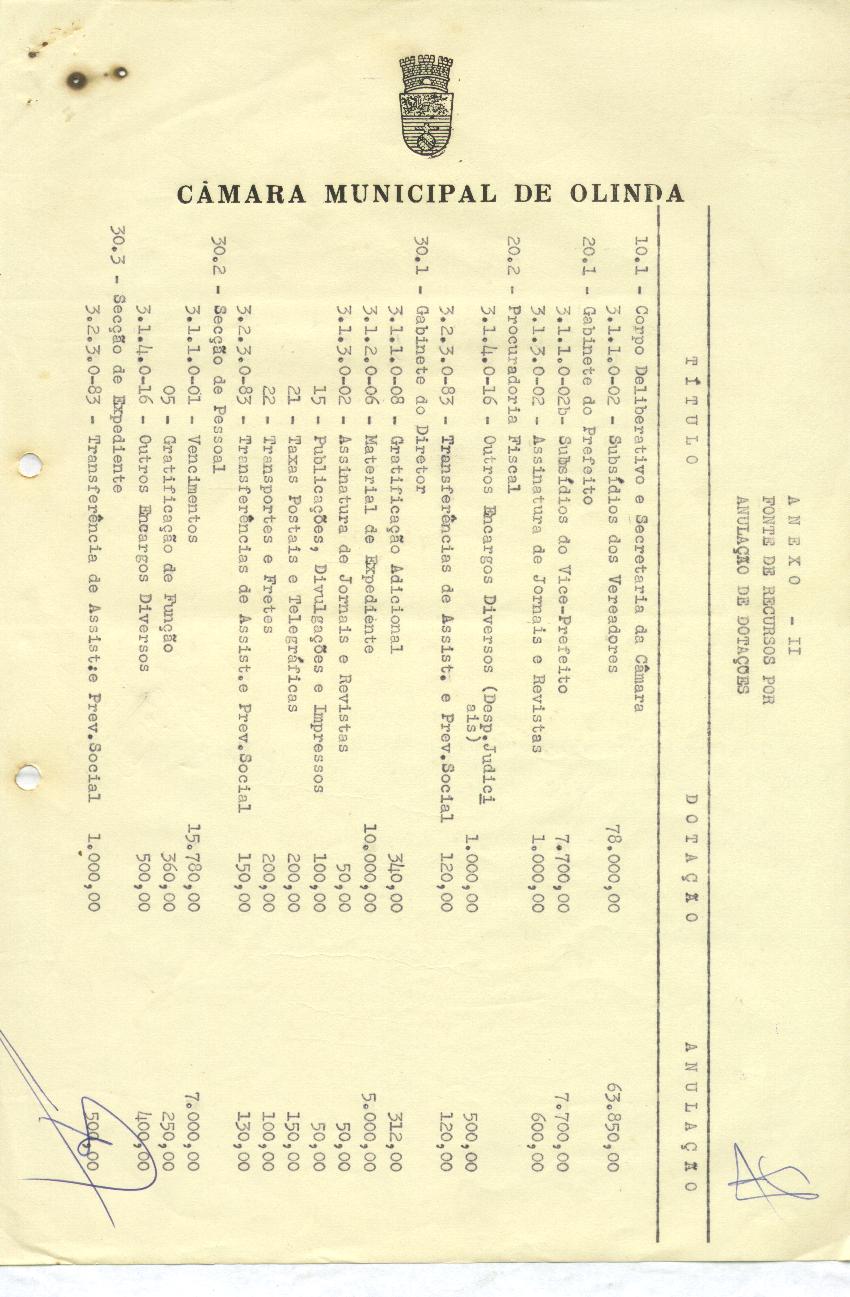 CÂMARA MUNICIPAL DE OLINDA
A N E X O - II
FONTE DE RECURSOS POR
ANULAÇÃO DE DOTAÇÕES
T Í T U L O D O T A Ç Ã O A N U L A Ç Ã O
10.1 - Corpo Deliberativo e Secretaria da Câmara
3.1.1.0-02 - Subsídios dos Vereadores 78.000,00 63.850,00
20.1 - Gabinete do Prefeito
3.1.1.0-02b- Subsídios do Vice-Prefeito 7.700,00 7.700,00
3.1.3.0-02 - Assinatura de Jornais e Revistas 1.000,00 600,00
20.2 - Procuradoria Fiscal
3.1.4.0-16 - Outros Encargos Diversos (Desp.Judici
ais) 1.000,00 500,00
3.2.3.0-83 - Transferências de Assist. e Prev.Social 120,00 120,00
30.1 - Gabinete do Diretor
3.1.1.0-08 - Gratificação Adicional 340,00 312,00
3.1.2.0-06 - Material de Expediente 10.000,00 5.000,00
3.1.3.0-02 - Assinatura de Jornais e Revistas 50,00 50,00
15 - Publicações, Divulgações e Impressos 100,00 50,00
21 - Taxas Postais e Telegráficas 200,00 150,00
22 - Transportes e Fretes 200,00 100,00
3.2.3.0-83 - Transferências de Assist.e Prev.Social 150,00 130,00
30.2 - Secção de Pessoal
3.1.1.0-01 - Vencimentos 15.780,00 7.000,00
05 - Gratificação de Função 360,00 250,00
3.1.4.0-16 - Outros Encargos Diversos 500,00 400,00
30.3 - Secção de Expediente
3.2.3.0-83 - Transferência de Assist:e Prev.Social 1.000,00 500,00